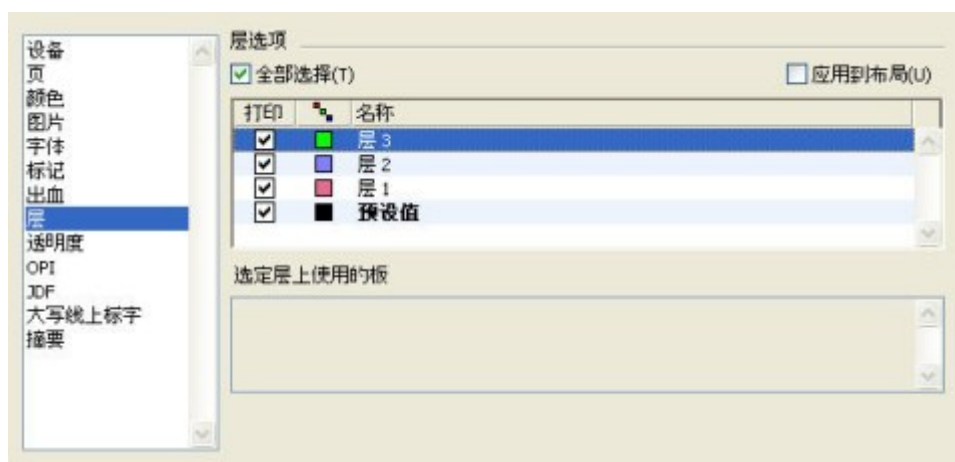 设备
页
颜色
图片
字体
标记
出血
层
透明度
OPI
JDF
大写线上标字
摘要
层选项
全部选择(T)
应用到布局(U)
打印 名称
层 3
层 2
层 1
预设值
选定层上使用的板